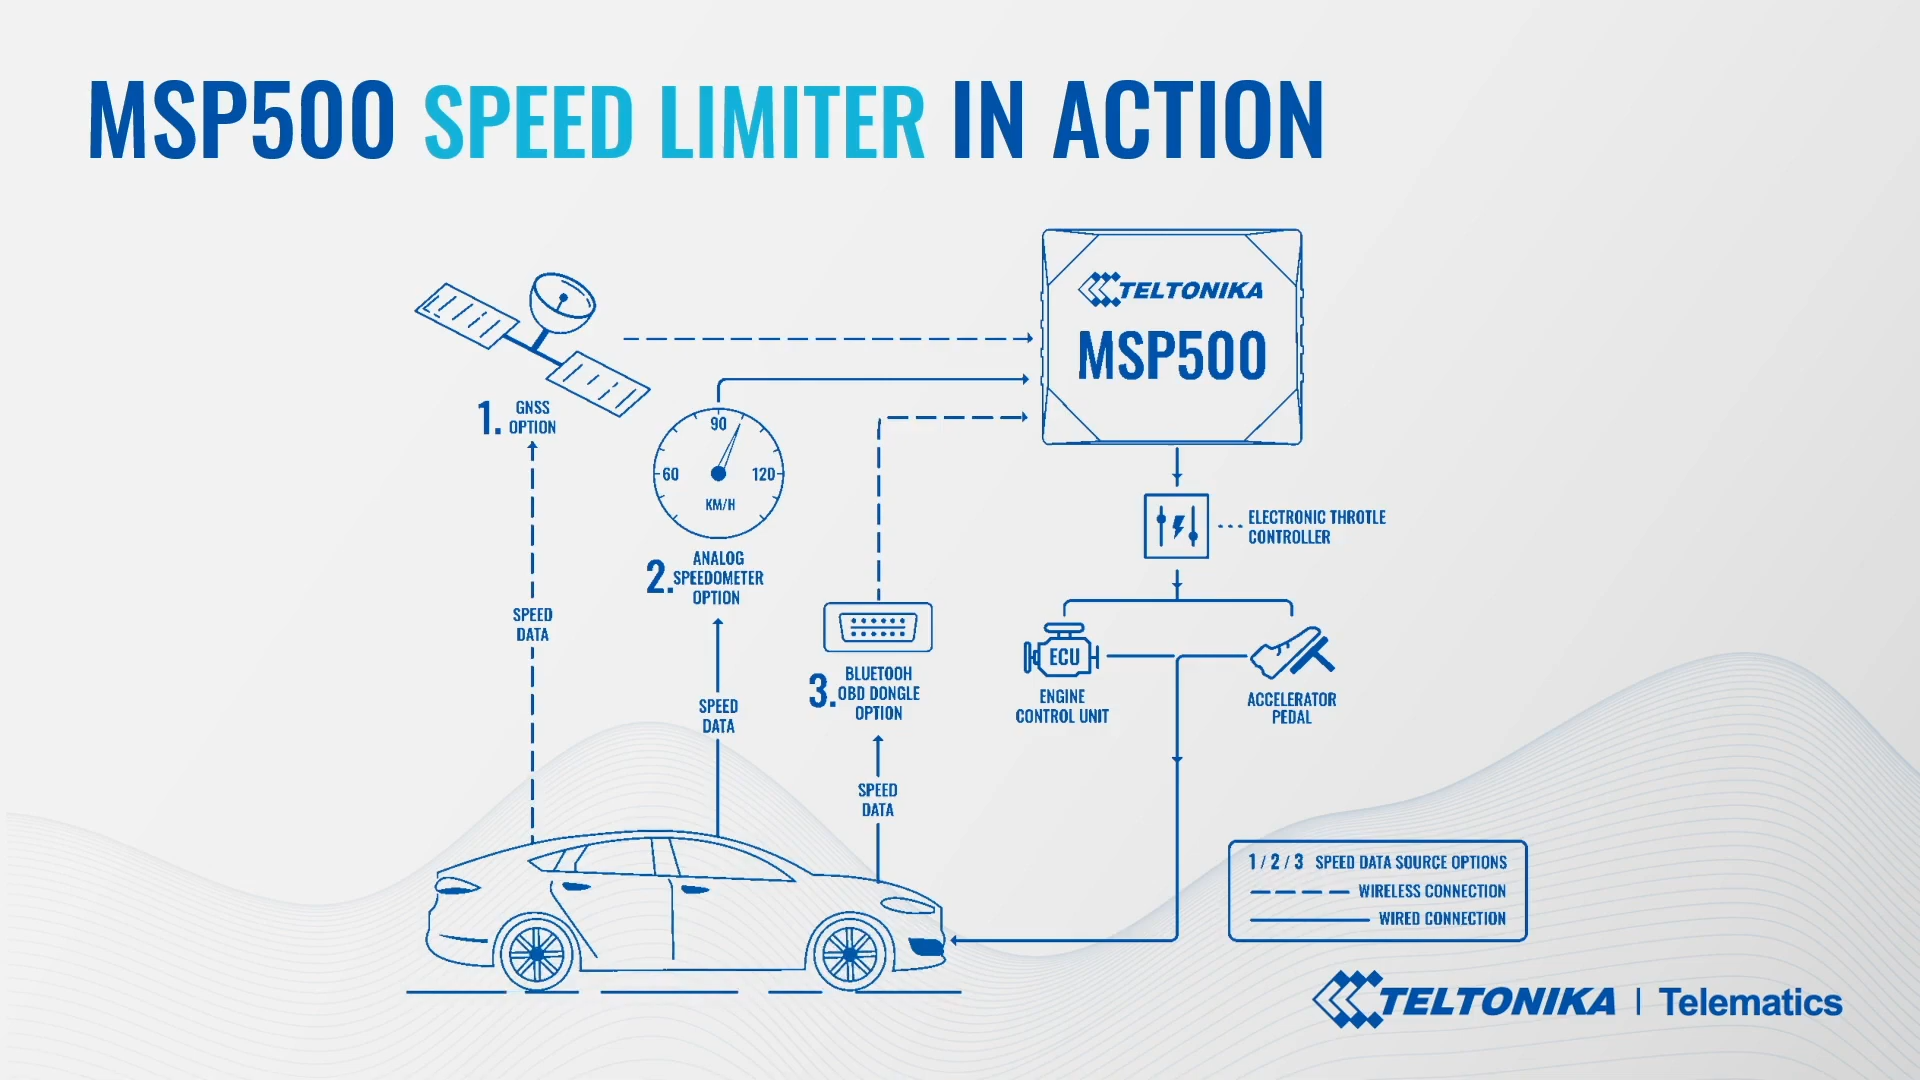 MSP500 SPEED LIMITER IN ACTION
TELTONIKA
MSP500
1. GNSS
OPTION
90
60
120
KM/H
2. ANALOG
SPEEDOMETER
OPTION
3. BLUETOOH
OBD DONGLE
OPTION
SPEED
DATA
SPEED
DATA
SPEED
DATA
ELECTRONIC THROTLE
CONTROLLER
ECU
ENGINE
CONTROL UNIT
ACCELERATOR
PEDAL
1 / 2 / 3 SPEED DATA SOURCE OPTIONS
WIRELESS CONNECTION
WIRED CONNECTION
TELTONIKA | Telematics